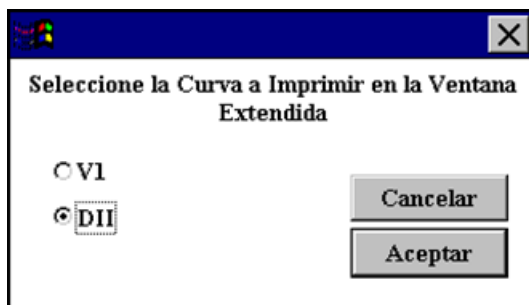 Seleccione la Curva a Imprimir en la Ventana
Extendida
V1
DII
Cancelar
Aceptar